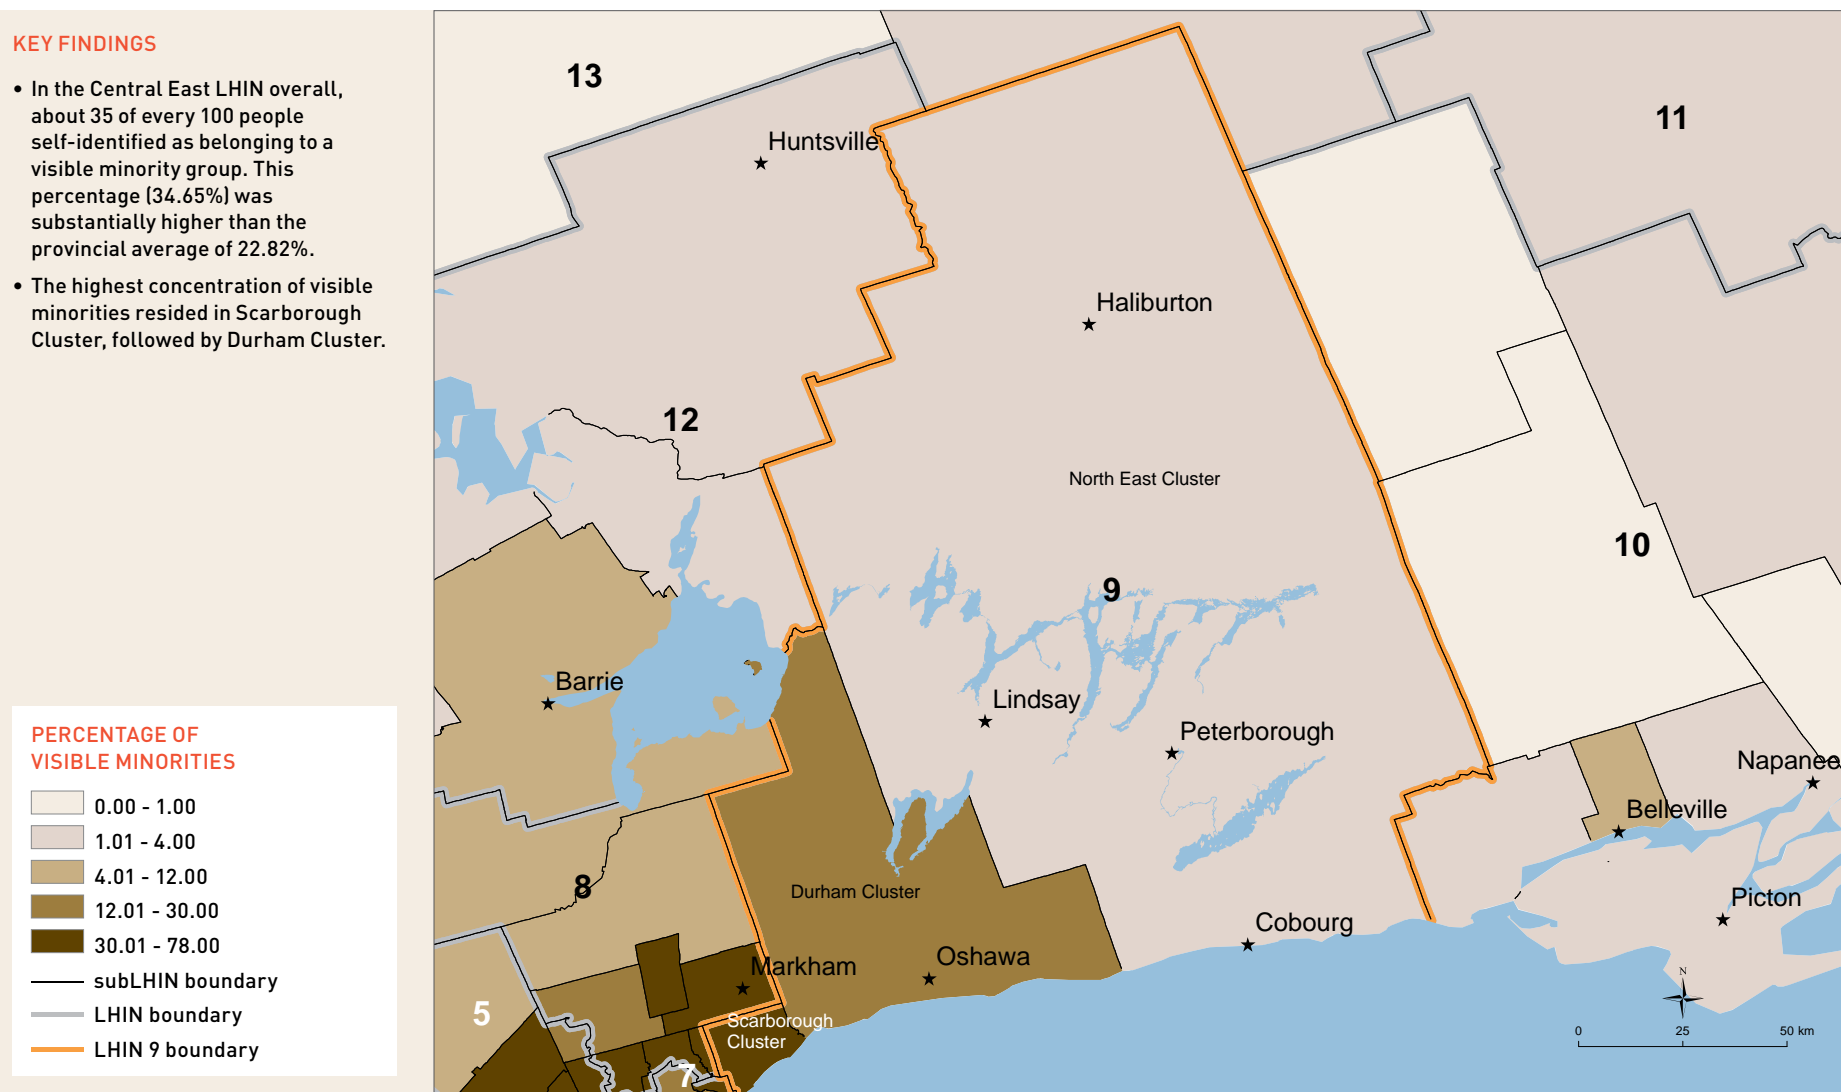 KEY FINDINGS
• In the Central East LHIN overall,
about 35 of every 100 people
self-identified as belonging to a
visible minority group. This
percentage (34.65%) was
substantially higher than the
provincial average of 22.82%.
• The highest concentration of visible
minorities resided in Scarborough
Cluster, followed by Durham Cluster.
PERCENTAGE OF
VISIBLE MINORITIES
0.00 - 1.00
1.01 - 4.00
4.01 - 12.00
12.01 - 30.00
30.01 - 78.00
subLHIN boundary
LHIN boundary
LHIN 9 boundary
13
11
Huntsville
Haliburton
12
North East Cluster
10
9
Barrie
Lindsay
Peterborough
Napanee
Belleville
8
Durham Cluster
Picton
Cobourg
Oshawa
Markham
N
5
Scarborough
Cluster
0 25 50 km
7